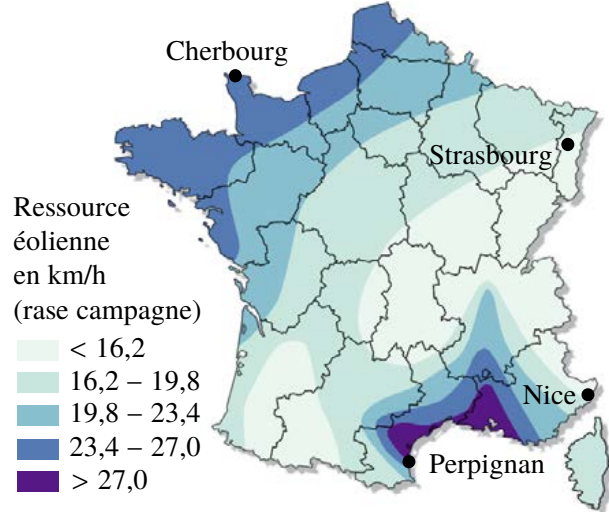 Cherbourg
Strasbourg
Ressource
éolienne
en km/h
(rase campagne)
< 16,2
16,2 – 19,8
19,8 – 23,4
23,4 – 27,0
> 27,0
Nice
Perpignan